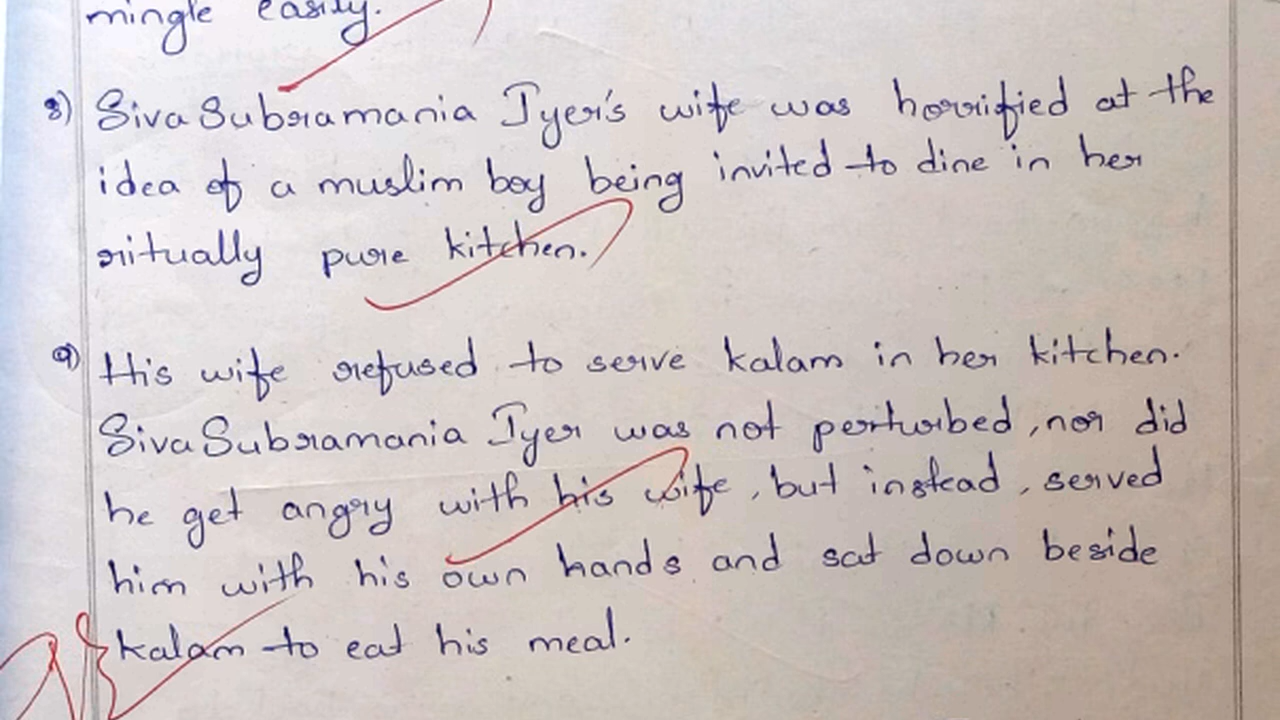 mingle easily.
8) Siva Subramania Iyer's wife was horrified at the
idea of a muslim boy being invited to dine in her
ritually pure kitchen.
9) His wife refused to serve kalam in her kitchen.
Siva Subramania Iyer was not perturbed, nor did
he get angry with his wife, but instead, served
him with his own hands and sat down beside
kalam to eat his meal.